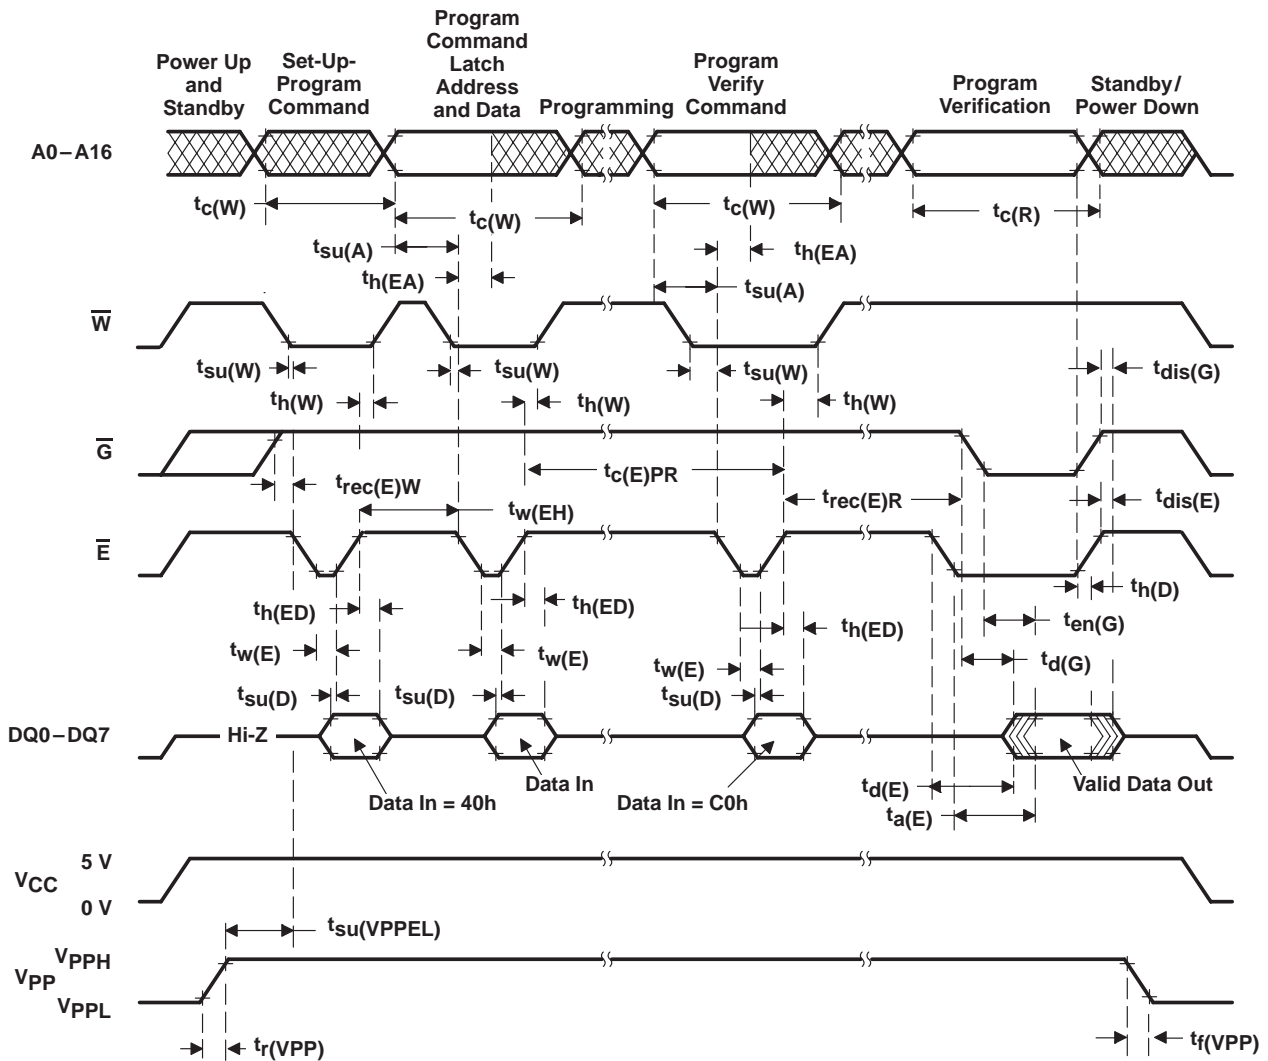 Power Up
and
Standby
Set-Up-
Program
Command
Program
Command
Latch
Address
and Data
Programming
Program
Verify
Command
Program
Verification
Standby/
Power Down
A0–A16
tc(W)
tc(W)
tc(W)
tc(R)
tsu(A)
th(EA)
th(EA)
tsu(A)
W̅
tsu(W)
tsu(W)
tsu(W)
tdis(G)
th(W)
th(W)
th(W)
G̅
trec(E)W
tc(E)PR
trec(E)R
tdis(E)
tw(EH)
E̅
th(ED)
th(ED)
th(ED)
th(D)
ten(G)
tw(E)
tw(E)
tw(E)
td(G)
tsu(D)
tsu(D)
tsu(D)
DQ0–DQ7
Hi-Z
Data In = 40h
Data In
Data In = C0h
Valid Data Out
td(E)
ta(E)
VCC
5 V
0 V
tsu(VPPEL)
VPP
VPPH
VPPL
tr(VPP)
tf(VPP)